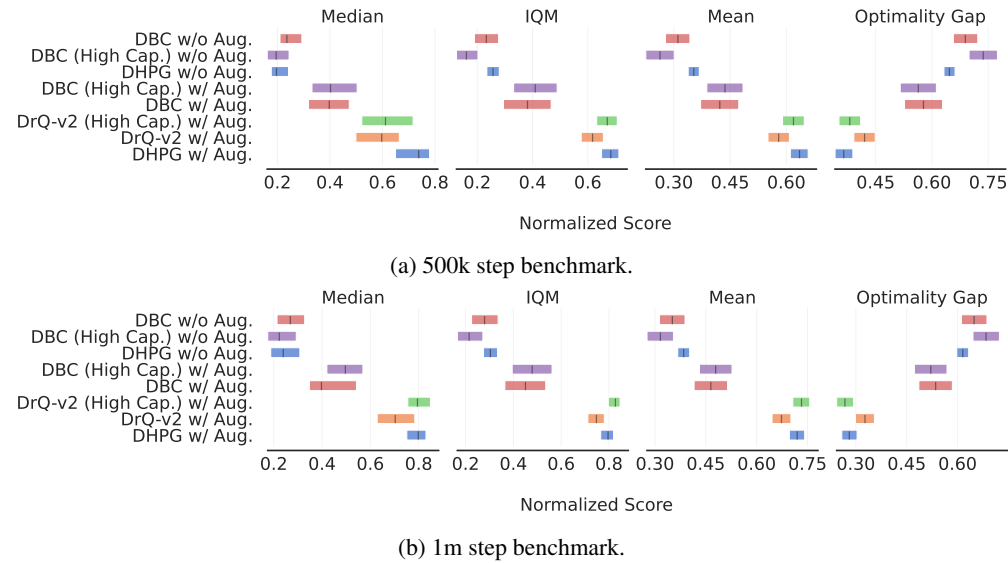 Median IQM Mean Optimality Gap
DBC w/o Aug.
DBC (High Cap.) w/o Aug.
DHPG w/o Aug.
DBC (High Cap.) w/ Aug.
DBC w/ Aug.
DrQ-v2 (High Cap.) w/ Aug.
DrQ-v2 w/ Aug.
DHPG w/ Aug.
0.2 0.4 0.6 0.8 0.2 0.4 0.6 0.30 0.45 0.60 0.45 0.60 0.75
Normalized Score
(a) 500k step benchmark.
Median IQM Mean Optimality Gap
DBC w/o Aug.
DBC (High Cap.) w/o Aug.
DHPG w/o Aug.
DBC (High Cap.) w/ Aug.
DBC w/ Aug.
DrQ-v2 (High Cap.) w/ Aug.
DrQ-v2 w/ Aug.
DHPG w/ Aug.
0.2 0.4 0.6 0.8 0.2 0.4 0.6 0.8 0.30 0.45 0.60 0.75 0.30 0.45 0.60
Normalized Score
(b) 1m step benchmark.